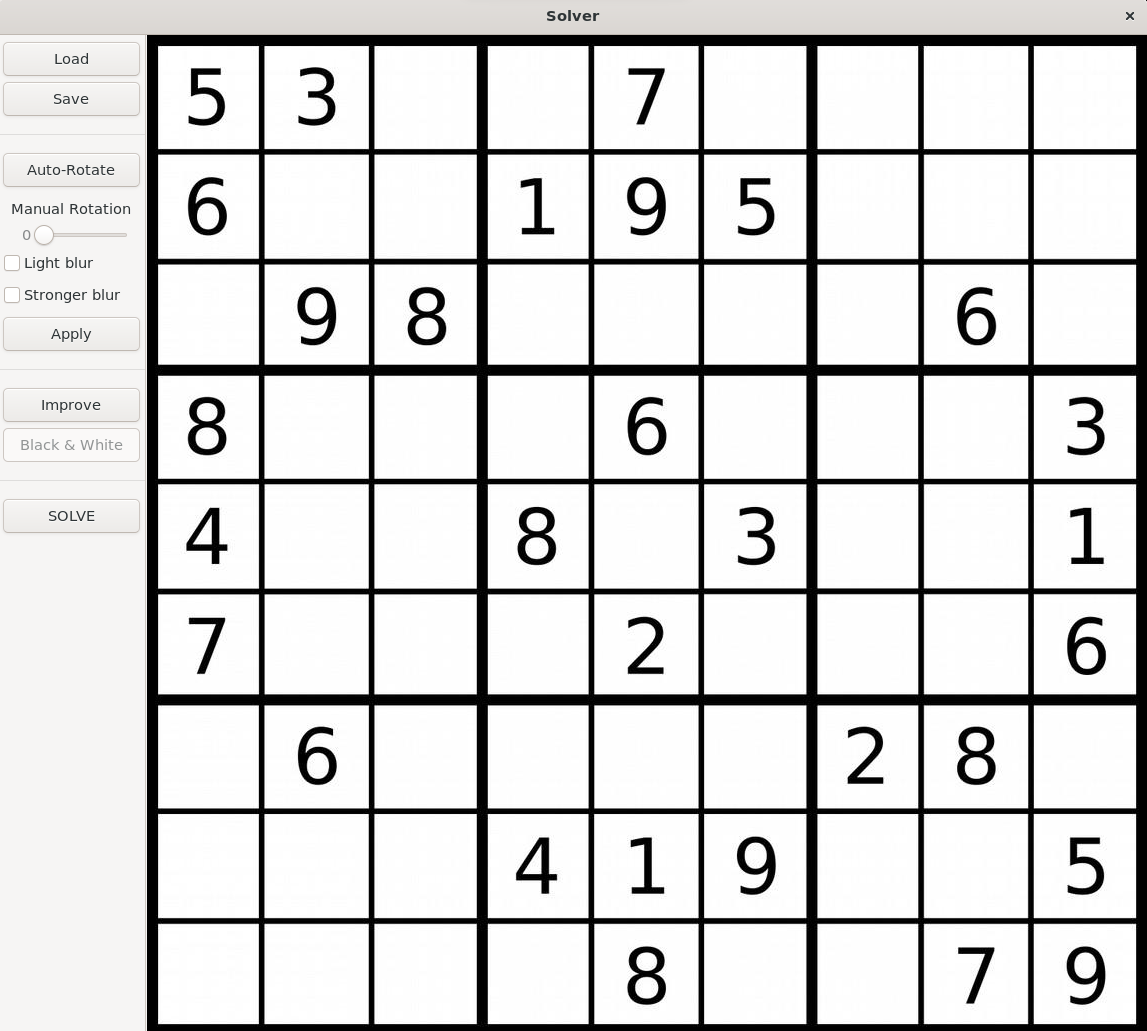 Solver ×
Load
Save
Auto-Rotate
Manual Rotation
0
Light blur
Stronger blur
Apply
Improve
Black & White
SOLVE
5 3 7
6 1 9 5
9 8 6
8 6 3
4 8 3 1
7 2 6
6 2 8
4 1 9 5
8 7 9